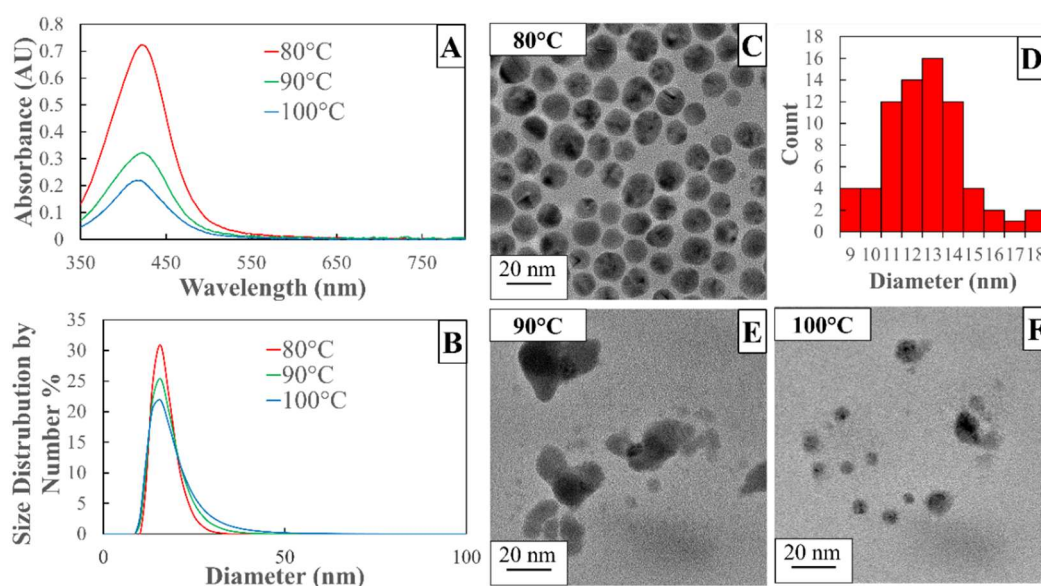 A
Absorbance (AU)
0.8
0.7
0.6
0.5
0.4
0.3
0.2
0.1
0
80°C
90°C
100°C
350 450 550 650 750
Wavelength (nm)
B
Size Distrubution by
Number %
35
30
25
20
15
10
5
0
80°C
90°C
100°C
0 50 100
Diameter (nm)
80°C
C
20 nm
D
Count
18
16
14
12
10
8
6
4
2
0
9 10 11 12 13 14 15 16 17 18
Diameter (nm)
90°C
E
20 nm
100°C
F
20 nm